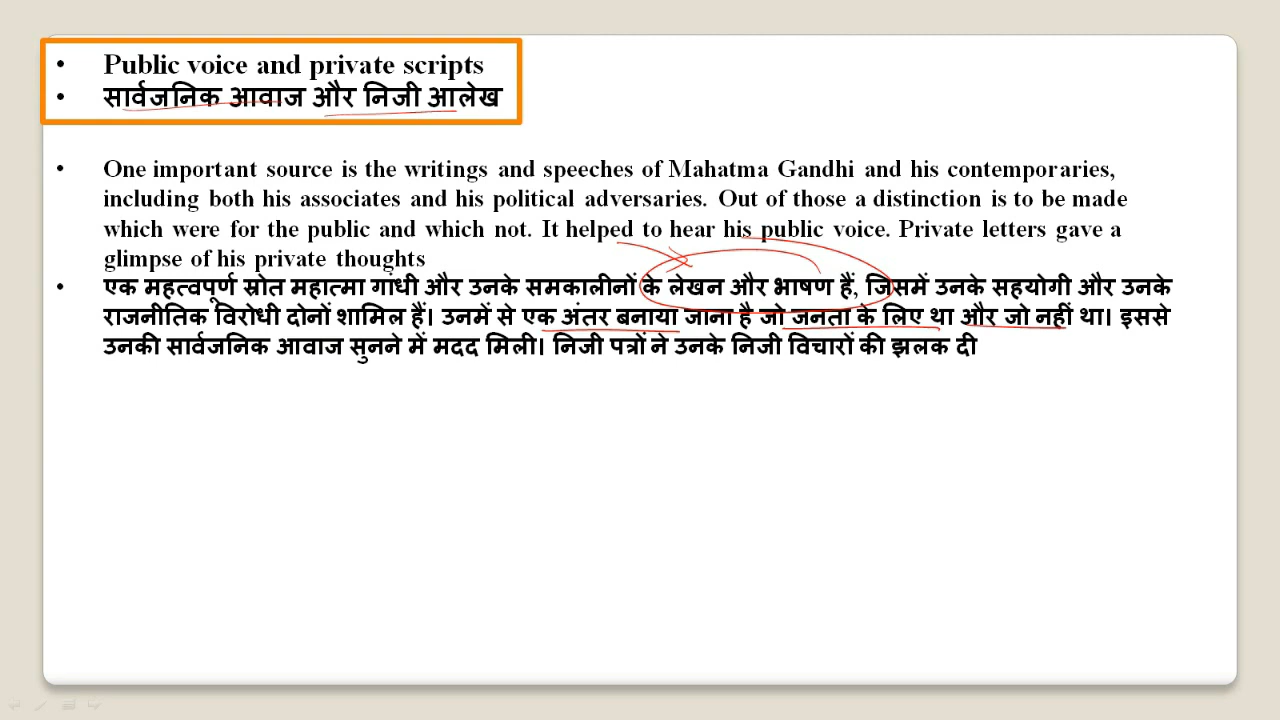 • Public voice and private scripts
• सार्वजनिक आवाज और निजी आलेख
• One important source is the writings and speeches of Mahatma Gandhi and his contemporaries,
including both his associates and his political adversaries. Out of those a distinction is to be made
which were for the public and which not. It helped to hear his public voice. Private letters gave a
glimpse of his private thoughts
• एक महत्वपूर्ण स्रोत महात्मा गांधी और उनके समकालीनों के लेखन और भाषण हैं, जिसमें उनके सहयोगी और उनके
राजनीतिक विरोधी दोनों शामिल हैं। उनमें से एक अंतर बनाया जाना है जो जनता के लिए था और जो नहीं था। इससे
उनकी सार्वजनिक आवाज सुनने में मदद मिली। निजी पत्रों ने उनके निजी विचारों की झलक दी